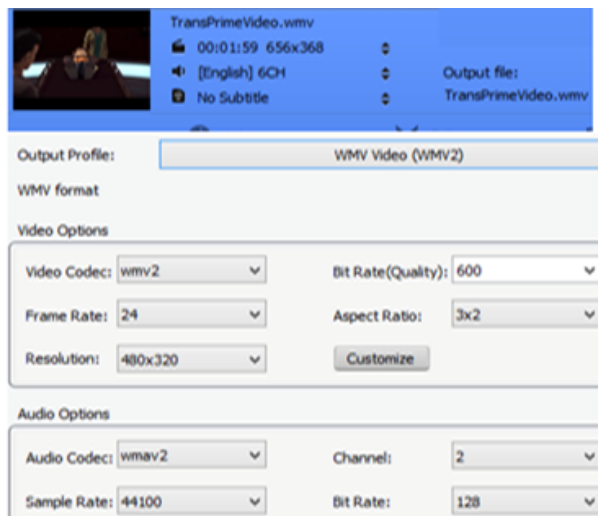 TransPrimeVideo.wmv
00:01:59 656x368
[English] 6CH
Output file:
No Subtitle
TransPrimeVideo.wmv
Output Profile: WMV Video (WMV2)
WMV format
Video Options
Video Codec: wmv2 Bit Rate(Quality): 600
Frame Rate: 24 Aspect Ratio: 3x2
Resolution: 480x320 Customize
Audio Options
Audio Codec: wmav2 Channel: 2
Sample Rate: 44100 Bit Rate: 128